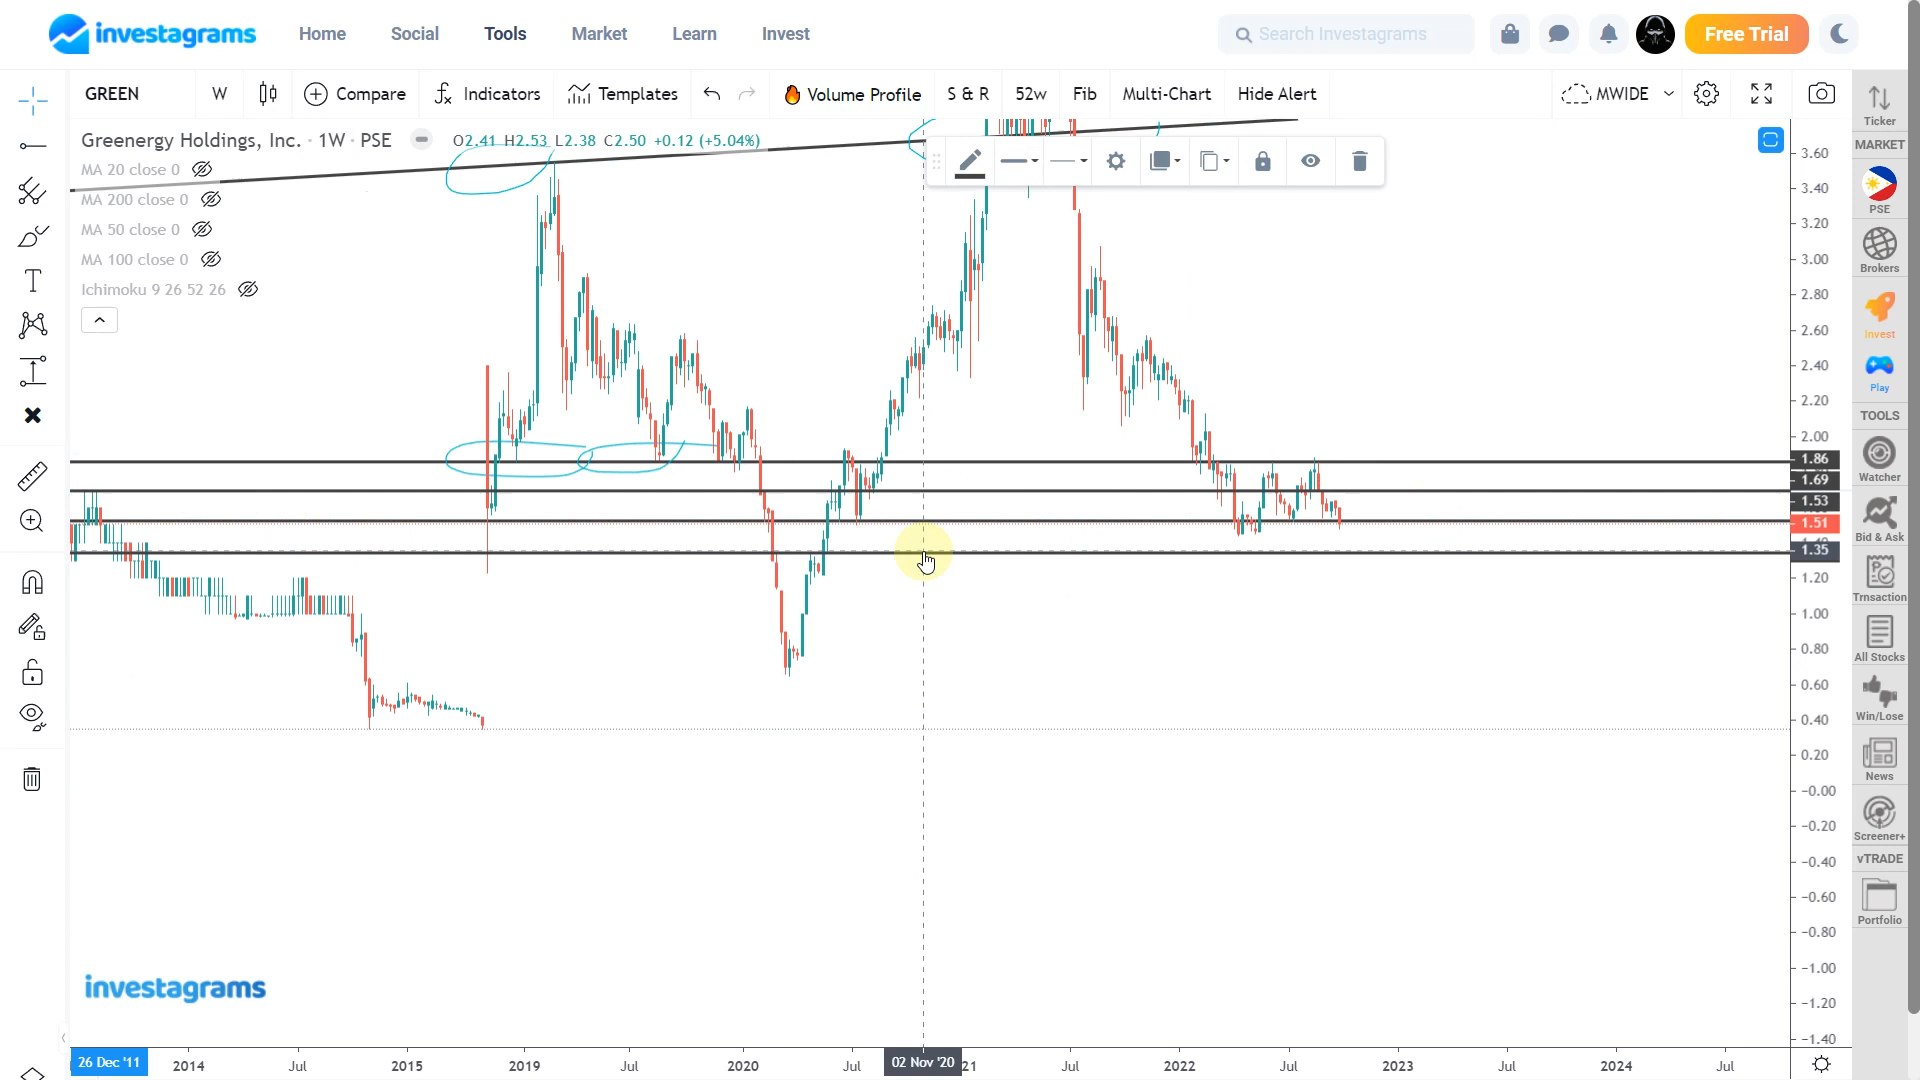 investagrams Home Social Tools Market Learn Invest Search Investagrams Free Trial
GREEN W Compare Indicators Templates Volume Profile S & R 52w Fib Multi-Chart Hide Alert MWIDE
Greenergy Holdings, Inc. · 1W · PSE O2.41 H2.53 L2.38 C2.50 +0.12 (+5.04%)
MA 20 close 0
MA 200 close 0
MA 50 close 0
MA 100 close 0
Ichimoku 9 26 52 26
3.60
3.40
3.20
3.00
2.80
2.60
2.40
2.20
2.00
1.86
1.69
1.53
1.51
1.35
1.20
1.00
0.80
0.60
0.40
0.20
-0.00
-0.20
-0.40
-0.60
-0.80
-1.00
-1.20
-1.40
investagrams
26 Dec '11 2014 Jul 2015 2019 Jul 2020 Jul 02 Nov '20 21 Jul 2022 Jul 2023 Jul 2024 Jul
Ticker
MARKET
PSE
Brokers
Invest
Play
TOOLS
Watcher
Bid & Ask
Trnsaction
All Stocks
Win/Lose
News
Screener+
vTRADE
Portfolio